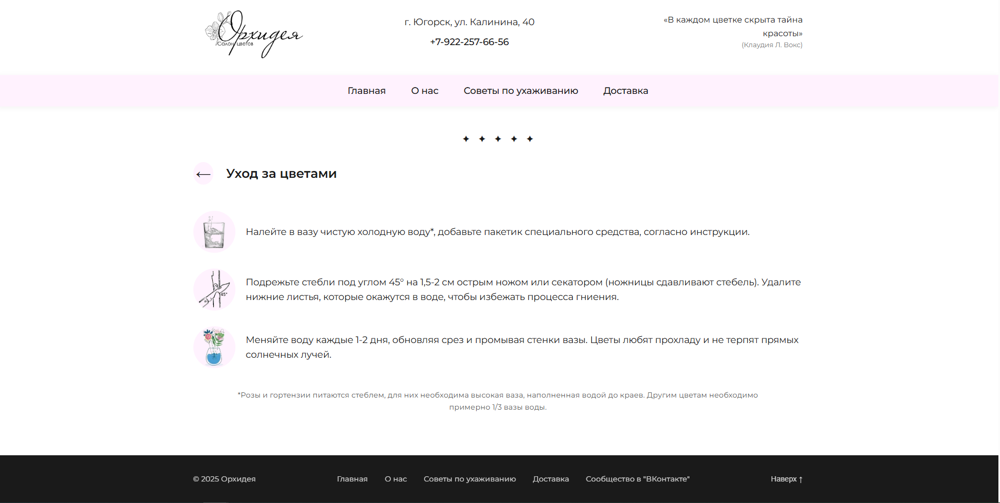 Орхидея
Салон цветов
г. Югорск, ул. Калинина, 40
+7-922-257-66-56
«В каждом цветке скрыта тайна
красоты»
(Клаудия Л. Вокс)
Главная О нас Советы по ухаживанию Доставка
✦ ✦ ✦ ✦ ✦
← Уход за цветами
Налейте в вазу чистую холодную воду*, добавьте пакетик специального средства, согласно инструкции.
45°
Подрежьте стебли под углом 45° на 1,5-2 см острым ножом или секатором (ножницы сдавливают стебель). Удалите
нижние листья, которые окажутся в воде, чтобы избежать процесса гниения.
Меняйте воду каждые 1-2 дня, обновляя срез и промывая стенки вазы. Цветы любят прохладу и не терпят прямых
солнечных лучей.
*Розы и гортензии питаются стеблем, для них необходима высокая ваза, наполненная водой до краев. Другим цветам необходимо
примерно 1/3 вазы воды.
© 2025 Орхидея Главная О нас Советы по ухаживанию Доставка Сообщество в "ВКонтакте" Наверх ↑